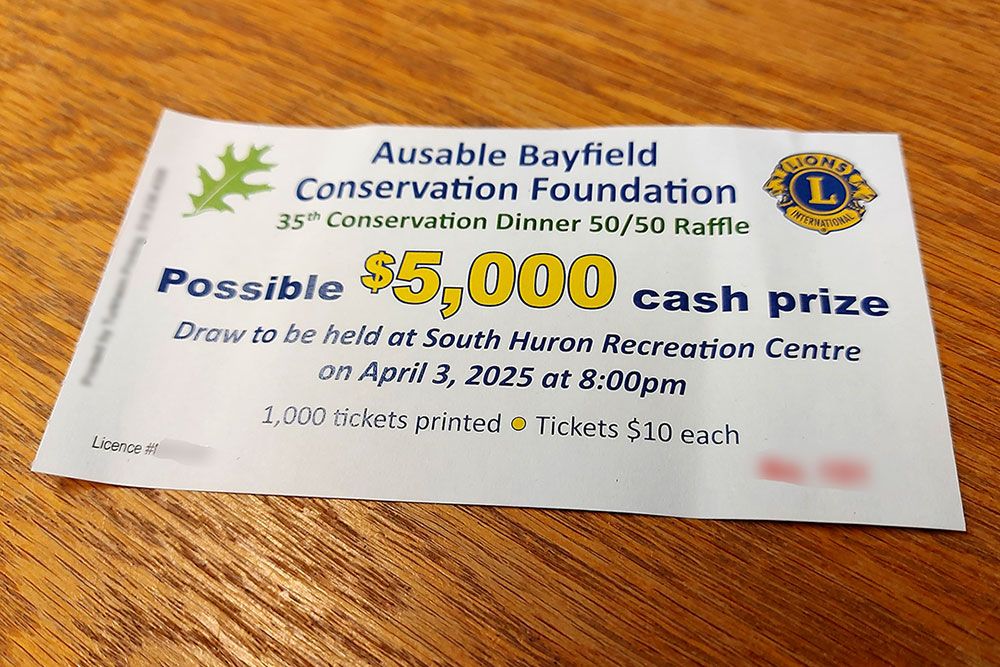 Ausable Bayfield
Conservation Foundation
35th Conservation Dinner 50/50 Raffle
LIONS
L
INTERNATIONAL
Possible $5,000 cash prize
Draw to be held at South Huron Recreation Centre
on April 3, 2025 at 8:00pm
1,000 tickets printed • Tickets $10 each
Licence #